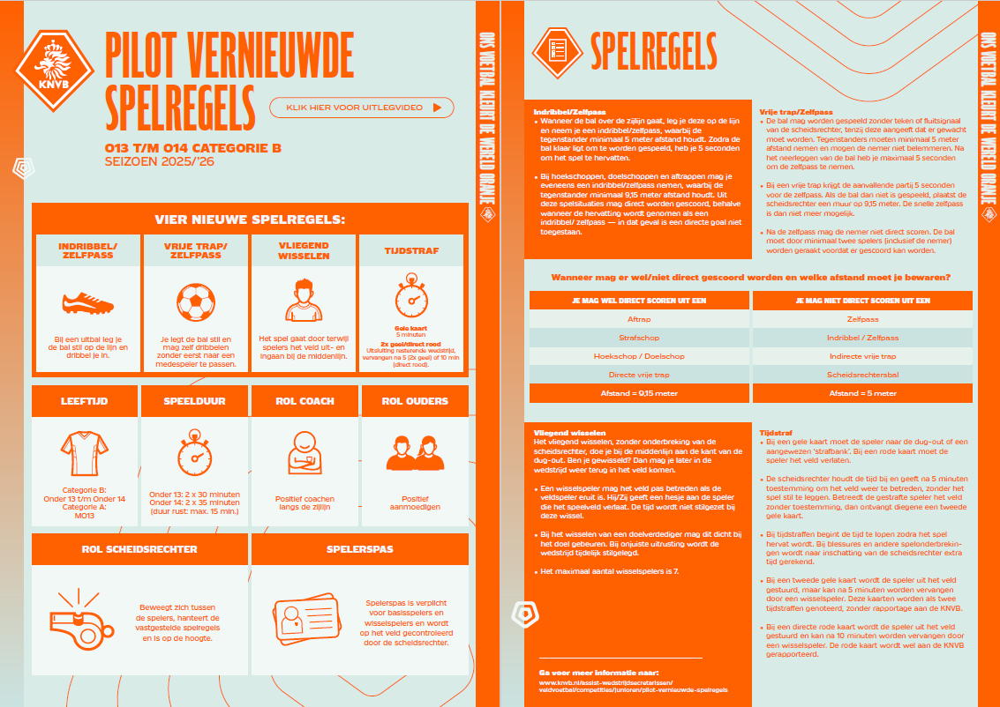 KNVB
PILOT VERNIEUWDE
SPELREGELS
KLIK HIER VOOR UITLEGVIDEO
O13 T/M O14 CATEGORIE B
SEIZOEN 2025/'26
ONS VOETBAL KLEURT DE WERELD ORANJE
VIER NIEUWE SPELREGELS:
INDRIBBEL/
ZELFPASS
Bij een uitbal leg je
de bal stil op de lijn en
dribbel je in.
VRIJE TRAP/
ZELFPASS
Je legt de bal stil en
mag zelf dribbelen
zonder eerst naar een
medespeler te passen.
VLIEGEND
WISSELEN
Het spel gaat door terwijl
spelers het veld uit- en
ingaan bij de middenlijn.
TIJDSTRAF
Gele kaart
5 minuten
2x geel/direct rood
Uitsluiting resterende wedstrijd,
vervangen na 5 (2x geel) of 10 min
(direct rood).
LEEFTIJD
Categorie B:
Onder 13 t/m Onder 14
Categorie A:
MO13
SPEELDUUR
Onder 13: 2 x 30 minuten
Onder 14: 2 x 35 minuten
(duur rust: max. 15 min.)
ROL COACH
Positief coachen
langs de zijlijn
ROL OUDERS
Positief
aanmoedigen
ROL SCHEIDSRECHTER
Beweegt zich tussen
de spelers, hanteert de
vastgestelde spelregels
en is op de hoogte.
SPELERSPAS
Spelerspas is verplicht
voor basisspelers en
wisselspelers en wordt
op het veld gecontroleerd
door de scheidsrechter.
SPELREGELS
ONS VOETBAL KLEURT DE WERELD ORANJE
Indribbel/Zelfpass
• Wanneer de bal over de zijlijn gaat, leg je deze op de lijn
en neem je een indribbel/zelfpass, waarbij de
tegenstander minimaal 5 meter afstand houdt. Zodra de
bal klaar ligt om te worden gespeeld, heb je 5 seconden
om het spel te hervatten.
• Bij hoekschoppen, doelschoppen en aftrappen mag je
eveneens een indribbel/zelfpass nemen, waarbij de
tegenstander minimaal 9,15 meter afstand houdt. Uit
deze spelsituaties mag direct worden gescoord, behalve
wanneer de hervatting wordt genomen als een
indribbel/ zelfpass — in dat geval is een directe goal niet
toegestaan.
Vrije trap/Zelfpass
• De bal mag worden gespeeld zonder teken of fluitsignaal
van de scheidsrechter, tenzij deze aangeeft dat er gewacht
moet worden. Tegenstanders moeten minimaal 5 meter
afstand nemen en mogen de nemer niet belemmeren. Na
het neerleggen van de bal heb je maximaal 5 seconden
om de zelfpass te nemen.
• Bij een vrije trap krijgt de aanvallende partij 5 seconden
voor de zelfpass. Als de bal dan niet is gespeeld, plaatst de
scheidsrechter een muur op 9,15 meter. De snelle zelfpass
is dan niet meer mogelijk.
• Na de zelfpass mag de nemer niet direct scoren. De bal
moet door minimaal twee spelers (inclusief de nemer)
worden geraakt voordat er gescoord kan worden.
Wanneer mag er wel/niet direct gescoord worden en welke afstand moet je bewaren?
JE MAG WEL DIRECT SCOREN UIT EEN
JE MAG NIET DIRECT SCOREN UIT EEN
Aftrap
Zelfpass
Strafschop
Indribbel / Zelfpass
Hoekschop / Doelschop
Indirecte vrije trap
Directe vrije trap
Scheidsrechtersbal
Afstand = 9,15 meter
Afstand = 5 meter
Vliegend wisselen
Het vliegend wisselen, zonder onderbreking van de
scheidsrechter, doe je bij de middenlijn aan de kant van de
dug-out. Ben je gewisseld? Dan mag je later in de
wedstrijd weer terug in het veld komen.
• Een wisselspeler mag het veld pas betreden als de
veldspeler eruit is. Hij/Zij geeft een hesje aan de speler
die het speelveld verlaat. De tijd wordt niet stilgezet bij
deze wissel.
• Bij het wisselen van een doelverdediger mag dit dicht bij
het doel gebeuren. Bij onjuiste uitrusting wordt de
wedstrijd tijdelijk stilgelegd.
• Het maximaal aantal wisselspelers is 7.
Ga voor meer informatie naar:
www.knvb.nl/assist-wedstrijdsecretarissen/
veldvoetbal/competities/junioren/pilot-vernieuwde-spelregels
Tijdstraf
• Bij een gele kaart moet de speler naar de dug-out of een
aangewezen 'strafbank'. Bij een rode kaart moet de
speler het veld verlaten.
• De scheidsrechter houdt de tijd bij en geeft na 5 minuten
toestemming om het veld weer te betreden, zonder het
spel stil te leggen. Betreedt de gestrafte speler het veld
zonder toestemming, dan ontvangt diegene een tweede
gele kaart.
• Bij tijdstraffen begint de tijd te lopen zodra het spel
hervat wordt. Bij blessures en andere spelonderbrekin-
gen wordt naar inschatting van de scheidsrechter extra
tijd gerekend.
• Bij een tweede gele kaart wordt de speler uit het veld
gestuurd, maar kan na 5 minuten worden vervangen
door een wisselspeler. Deze kaarten worden als twee
tijdstraffen genoteerd, zonder rapportage aan de KNVB.
• Bij een directe rode kaart wordt de speler uit het veld
gestuurd en kan na 10 minuten worden vervangen door
een wisselspeler. De rode kaart wordt wel aan de KNVB
gerapporteerd.